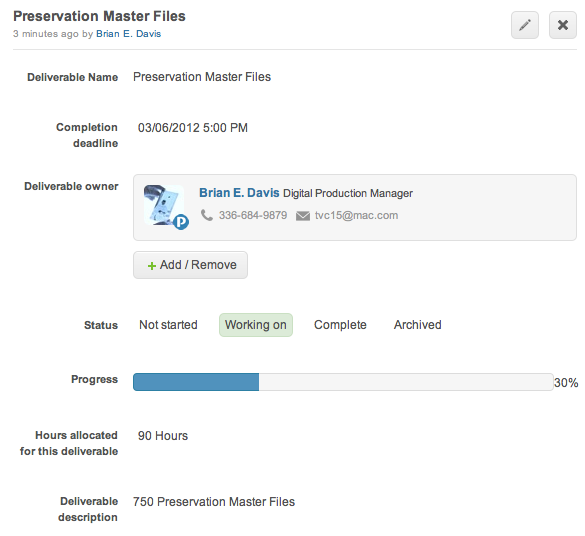 Preservation Master Files
3 minutes ago by Brian E. Davis
Deliverable Name Preservation Master Files
Completion
deadline
03/06/2012 5:00 PM
Deliverable owner
Brian E. Davis Digital Production Manager
336-684-9879 tvc15@mac.com
P
+ Add / Remove
Status Not started Working on Complete Archived
Progress 30%
Hours allocated
for this deliverable
90 Hours
Deliverable
description
750 Preservation Master Files